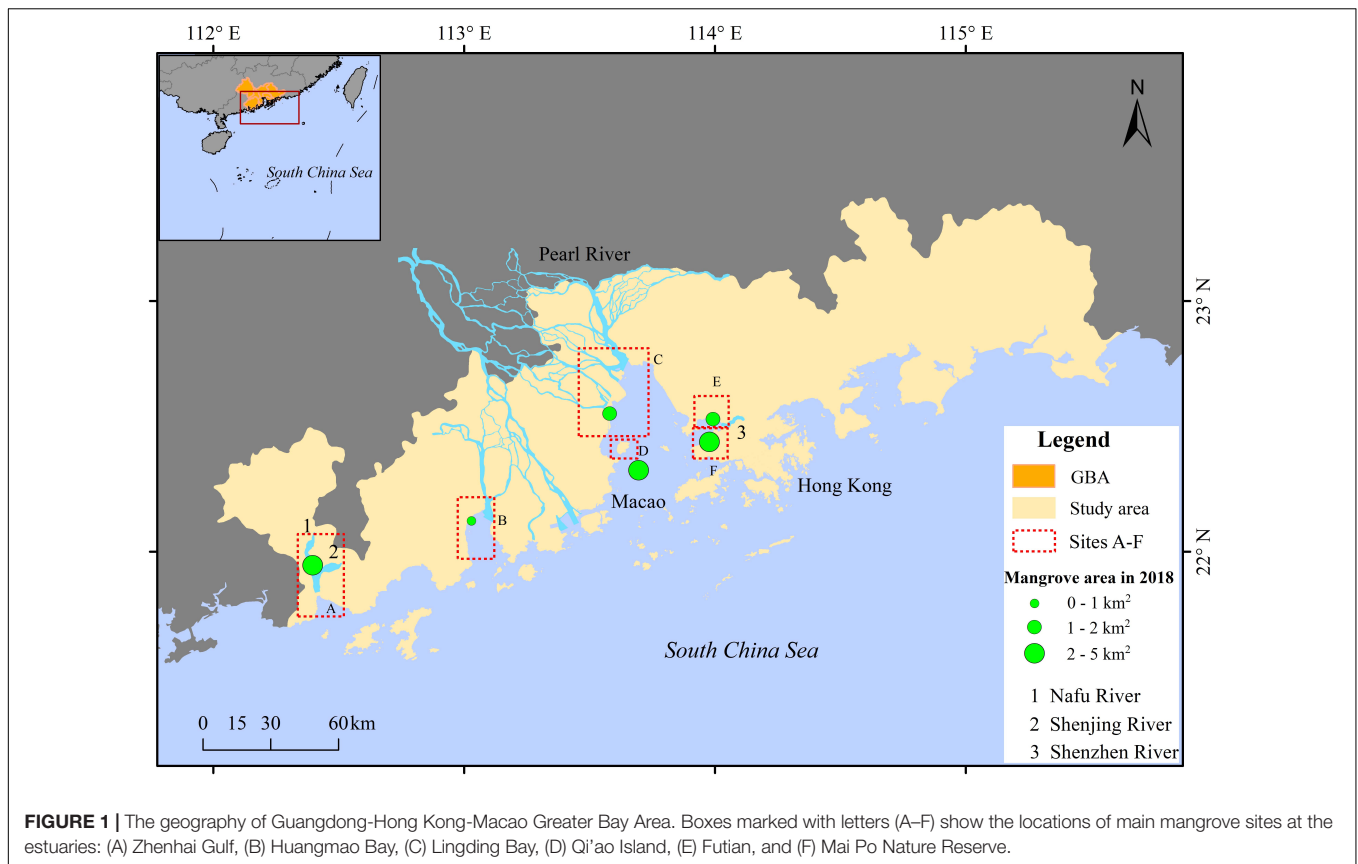 112° E 113° E 114° E 115° E
South China Sea
N
Pearl River
23° N
C
E
3
D
F
Macao
Hong Kong
B
1
2
22° N
A
South China Sea
0 15 30 60 km
Legend
GBA
Study area
Sites A-F
Mangrove area in 2018
0 - 1 km²
1 - 2 km²
2 - 5 km²
1 Nafu River
2 Shenjing River
3 Shenzhen River
FIGURE 1 | The geography of Guangdong-Hong Kong-Macao Greater Bay Area. Boxes marked with letters (A–F) show the locations of main mangrove sites at the
estuaries: (A) Zhenhai Gulf, (B) Huangmao Bay, (C) Lingding Bay, (D) Qi'ao Island, (E) Futian, and (F) Mai Po Nature Reserve.